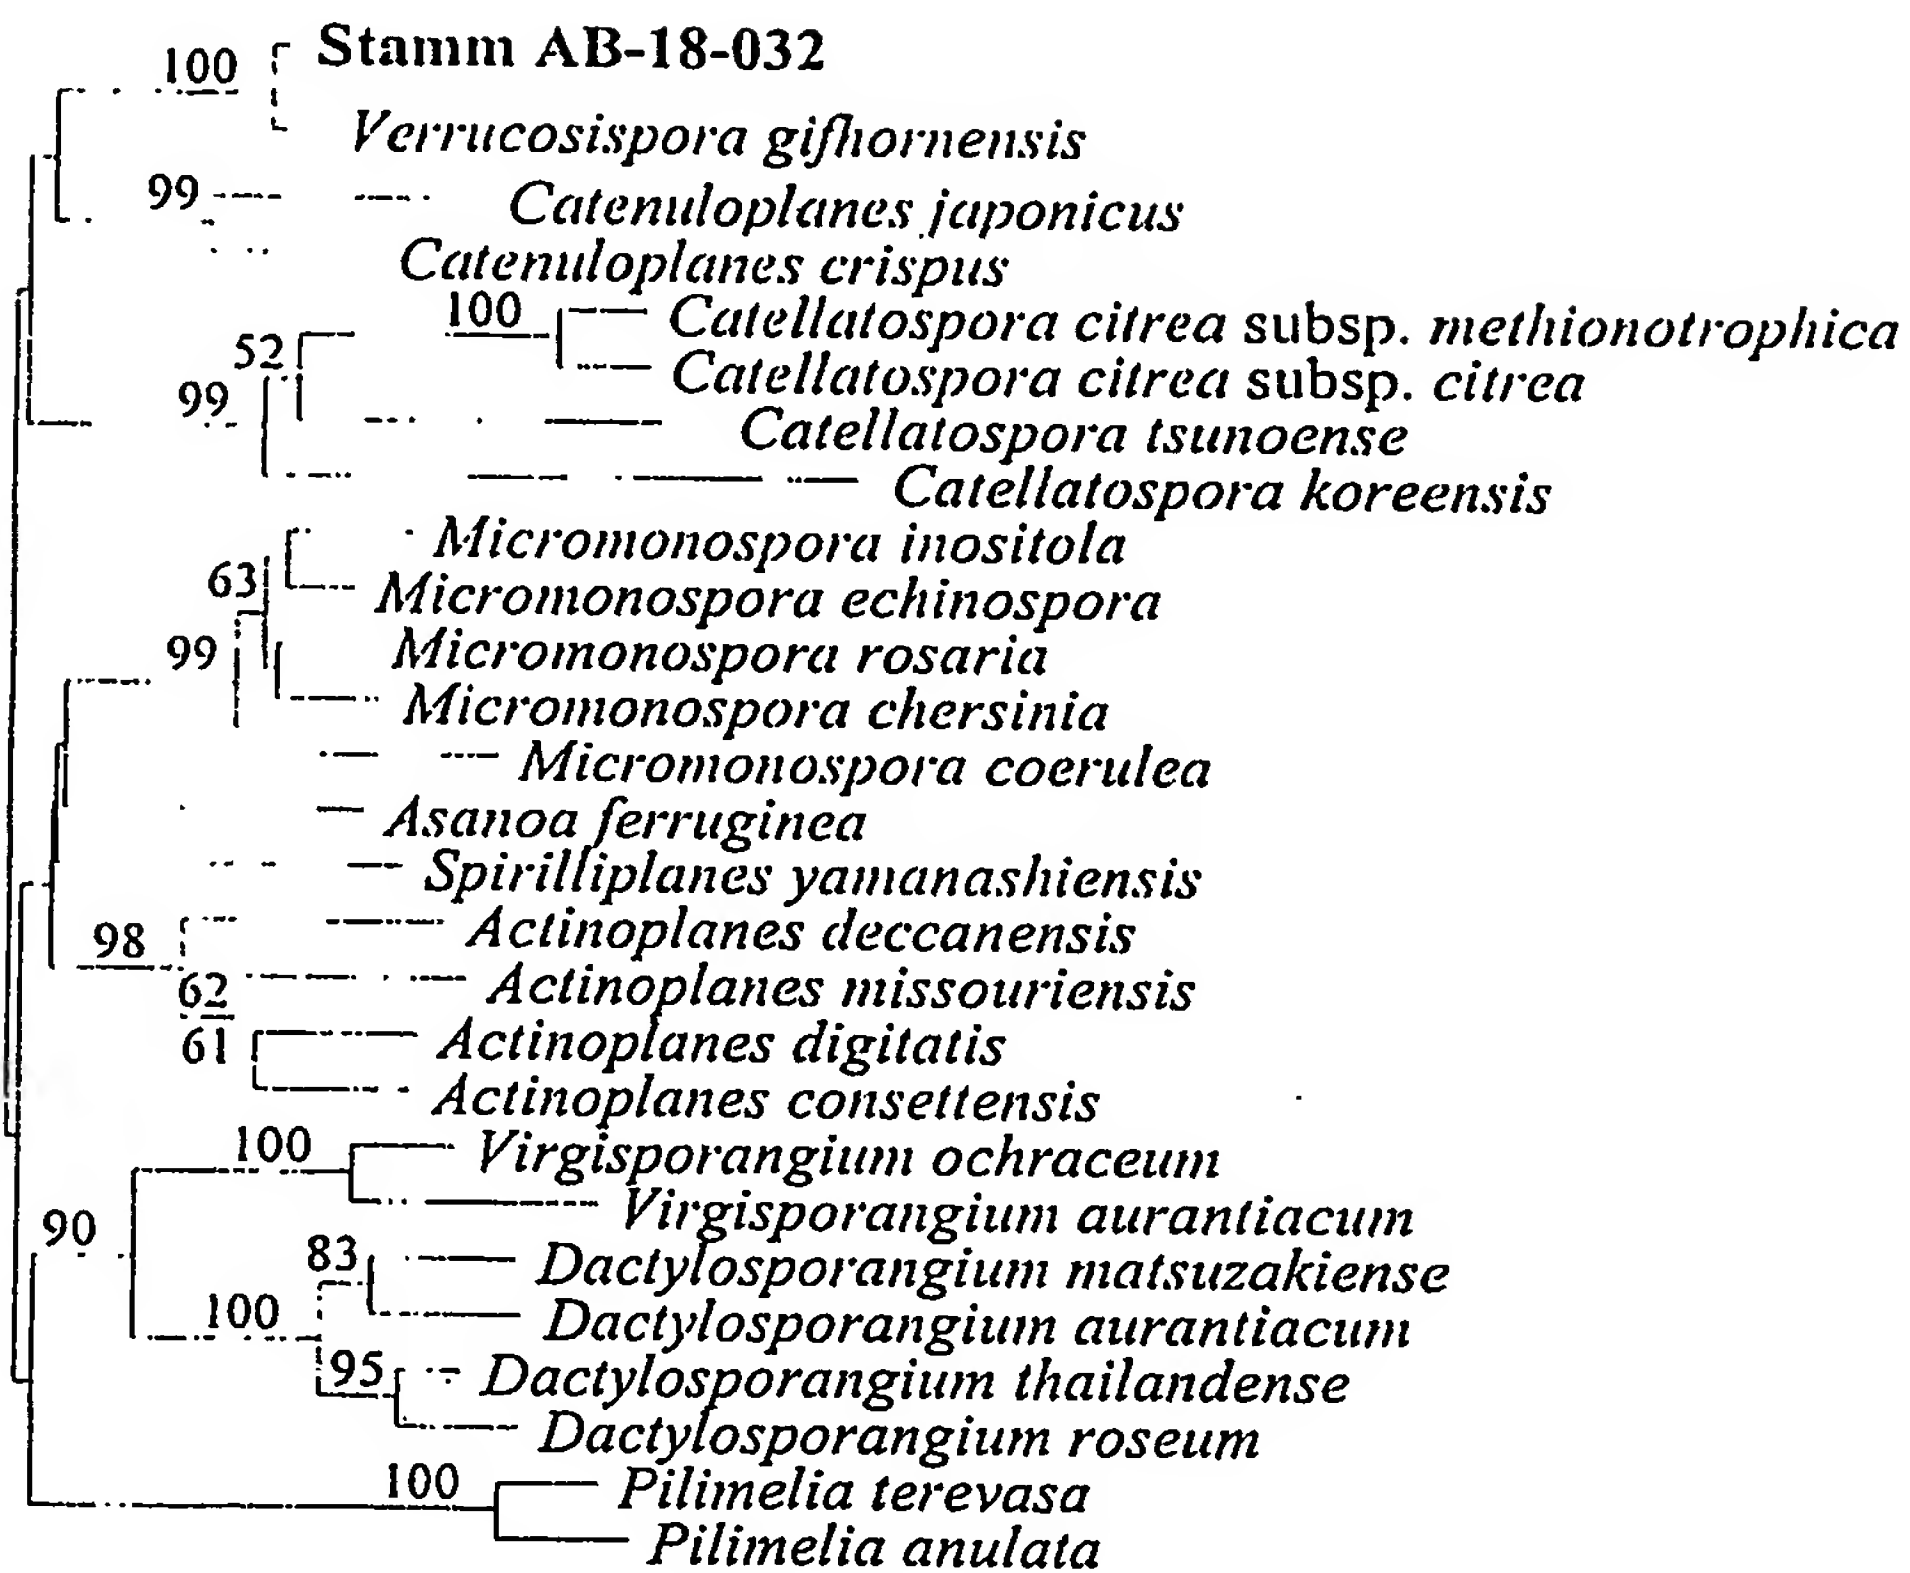 100 Stamm AB-18-032
Verrucosispora gifhornensis
99 Catenuloplanes japonicus
Catenuloplanes crispus
100 Catellatospora citrea subsp. methionotrophica
52 Catellatospora citrea subsp. citrea
99 Catellatospora tsunoense
Catellatospora koreensis
Micromonospora inositola
63 Micromonospora echinospora
99 Micromonospora rosaria
Micromonospora chersinia
Micromonospora coerulea
Asanoa ferruginea
Spirilliplanes yamanashiensis
98 Actinoplanes deccanensis
62 Actinoplanes missouriensis
61 Actinoplanes digitatis
Actinoplanes consettensis
100 Virgisporangium ochraceum
90 Virgisporangium aurantiacum
83 Dactylosporangium matsuzakiense
100 Dactylosporangium aurantiacum
95 Dactylosporangium thailandense
Dactylosporangium roseum
100 Pilimelia terevasa
Pilimelia anulata